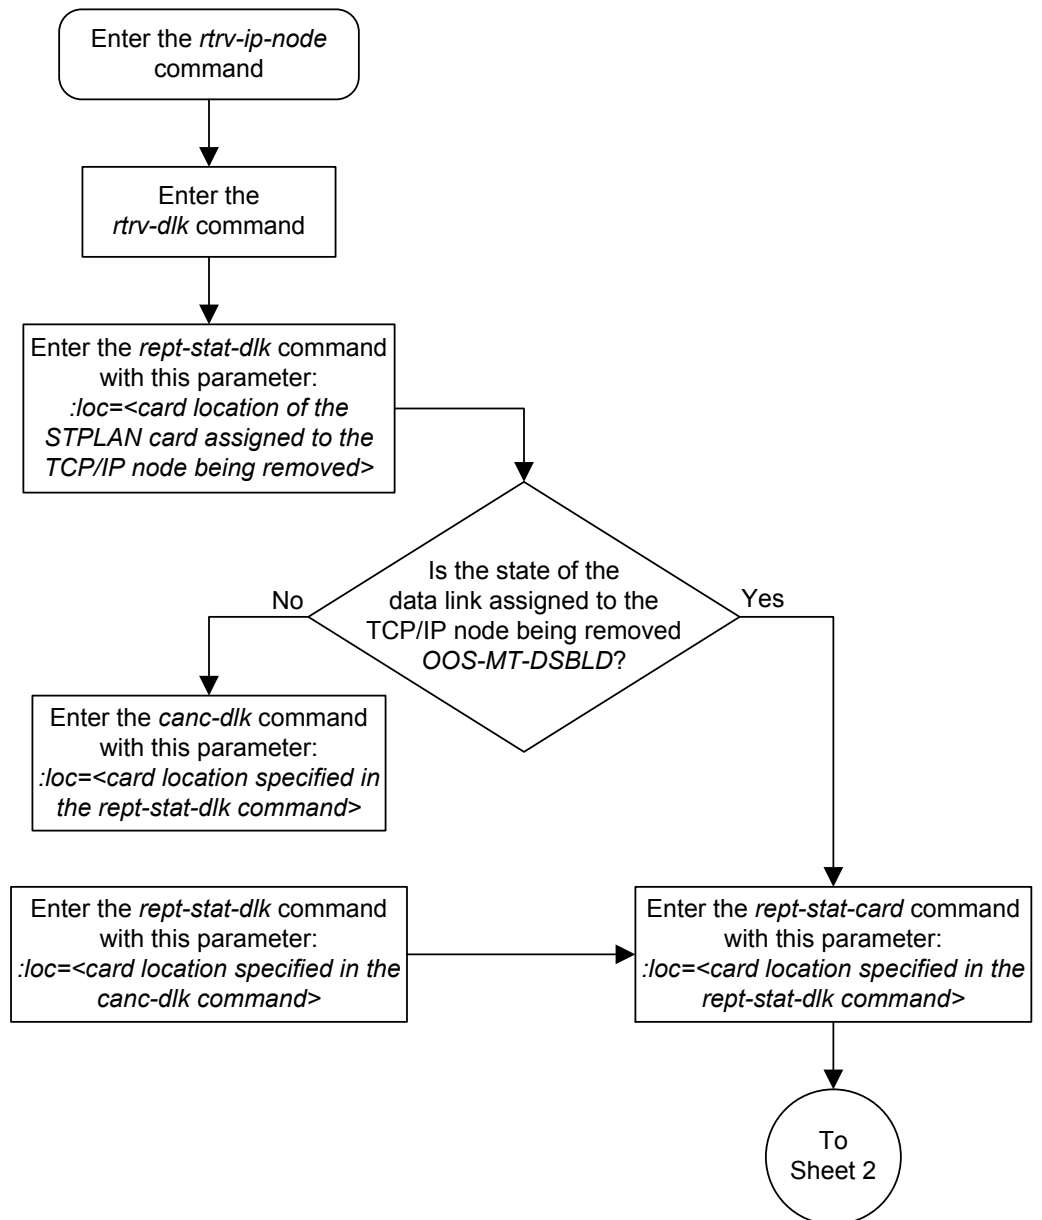 Enter the rtrv-ip-node
command
Enter the
rtrv-dlk command
Enter the rept-stat-dlk command
with this parameter:
:loc=<card location of the
STPLAN card assigned to the
TCP/IP node being removed>
Is the state of the
data link assigned to the
TCP/IP node being removed
OOS-MT-DSBLD?
No
Yes
Enter the canc-dlk command
with this parameter:
:loc=<card location specified in
the rept-stat-dlk command>
Enter the rept-stat-dlk command
with this parameter:
:loc=<card location specified in the
canc-dlk command>
Enter the rept-stat-card command
with this parameter:
:loc=<card location specified in the
rept-stat-dlk command>
To
Sheet 2